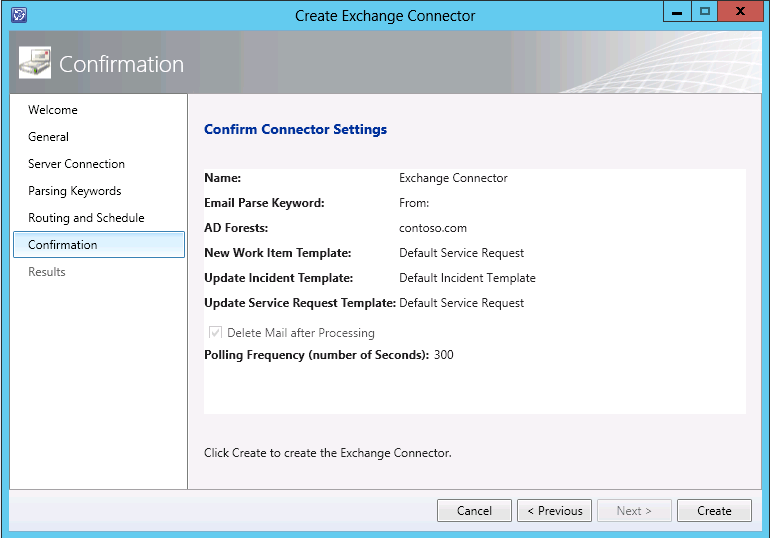 Create Exchange Connector
Confirmation
Welcome
General
Server Connection
Parsing Keywords
Routing and Schedule
Confirmation
Results
Confirm Connector Settings
Name: Exchange Connector
Email Parse Keyword: From:
AD Forests: contoso.com
New Work Item Template: Default Service Request
Update Incident Template: Default Incident Template
Update Service Request Template: Default Service Request
Delete Mail after Processing
Polling Frequency (number of Seconds): 300
Click Create to create the Exchange Connector.
Cancel < Previous Next > Create